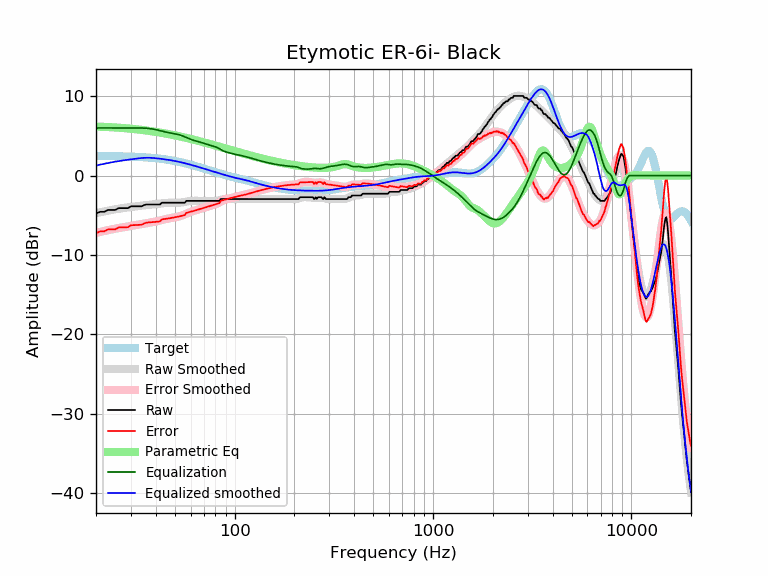 Etymotic ER-6i- Black
Amplitude (dBr)
10
0
−10
−20
−30
−40
Target
Raw Smoothed
Error Smoothed
Raw
Error
Parametric Eq
Equalization
Equalized smoothed
100
1000
10000
Frequency (Hz)